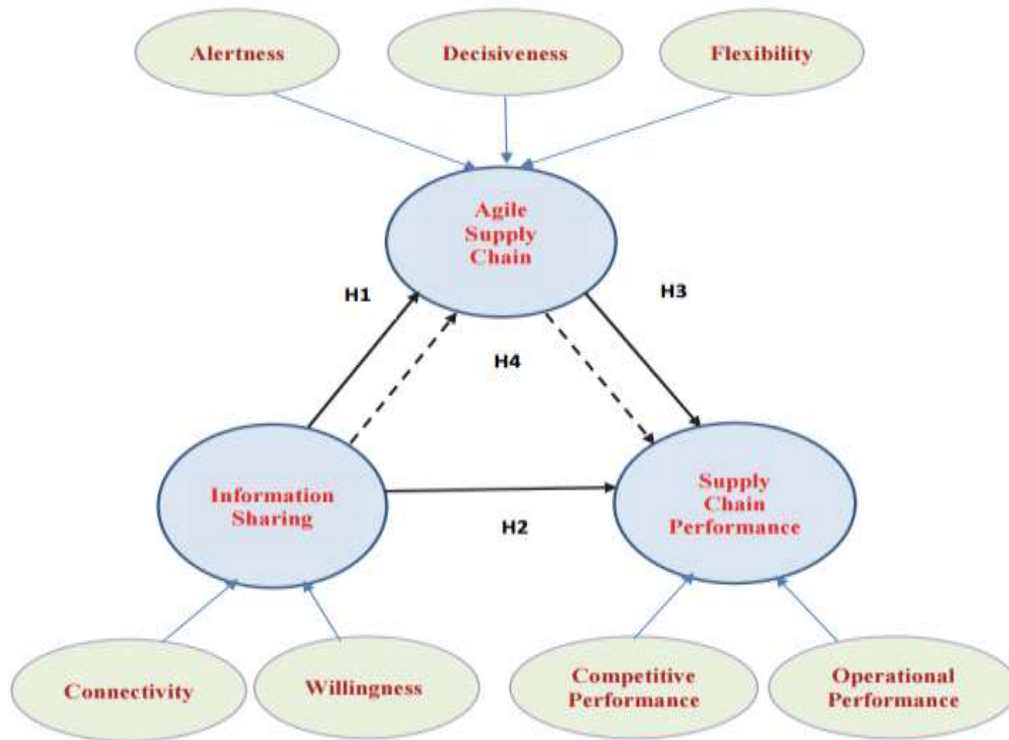 Alertness
Decisiveness
Flexibility
Agile
Supply
Chain
H1
H3
H4
Information
Sharing
Supply
Chain
Performance
H2
Connectivity
Willingness
Competitive
Performance
Operational
Performance